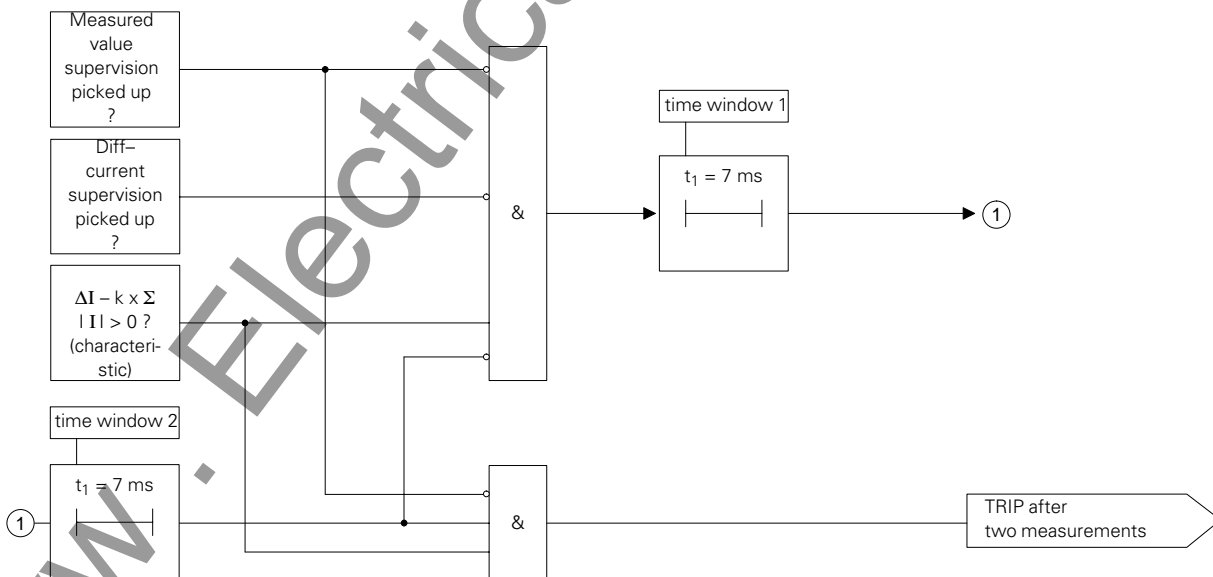 Measured
value
supervision
picked up
?
Diff–
current
supervision
picked up
?
ΔI – k x Σ
| I | > 0 ?
(characteri-
stic)
&
time window 1
t1 = 7 ms
1
time window 2
t1 = 7 ms
1
&
TRIP after
two measurements
w . Electrica